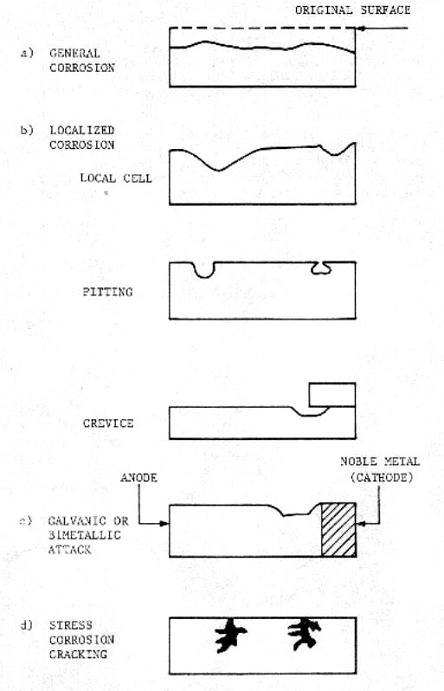 ORIGINAL SURFACE
a) GENERAL
CORROSION
b) LOCALIZED
CORROSION
LOCAL CELL
PITTING
CREVICE
NOBLE METAL
(CATHODE)
ANODE
c) GALVANIC OR
BIMETALLIC
ATTACK
d) STRESS
CORROSION
CRACKING